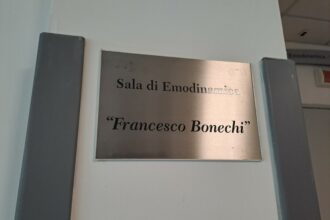 Sala di Emodinamica
“Francesco Bonechi”